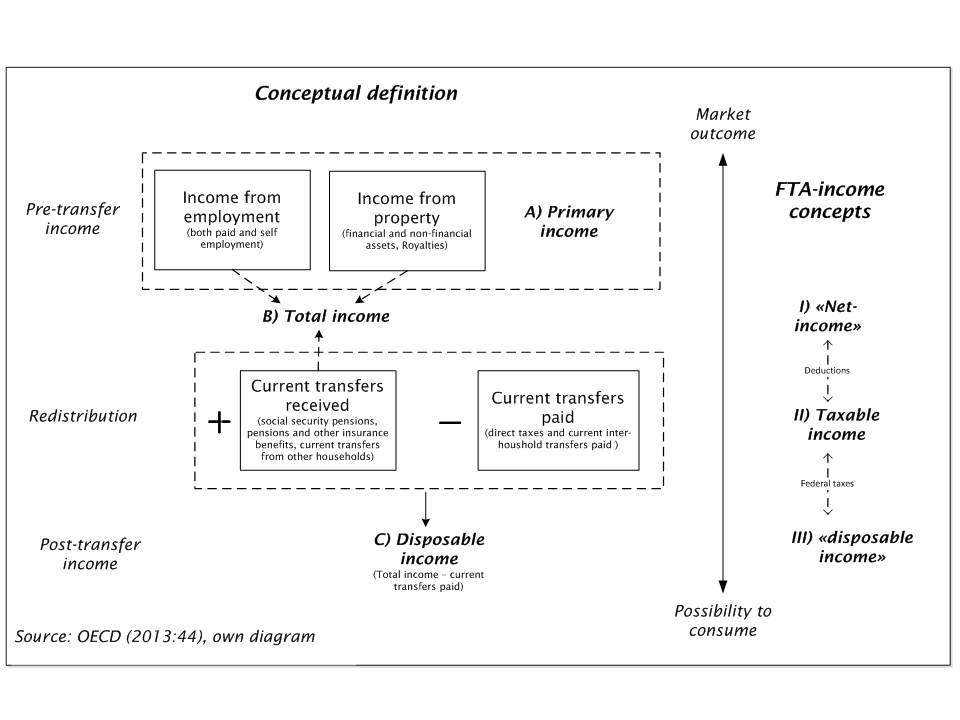 Conceptual definition
Market
outcome
Pre-transfer
income
Income from
employment
(both paid and self
employment)
Income from
property
(financial and non-financial
assets, Royalties)
A) Primary
income
FTA-income
concepts
B) Total income
I) «Net-
income»
Deductions
Redistribution
+
Current transfers
received
(social security pensions,
pensions and other insurance
benefits, current transfers
from other households)
−
Current transfers
paid
(direct taxes and current inter-
houshold transfers paid )
II) Taxable
income
Federal taxes
Post-transfer
income
C) Disposable
income
(Total income – current
transfers paid)
III) «disposable
income»
Possibility to
consume
Source: OECD (2013:44), own diagram